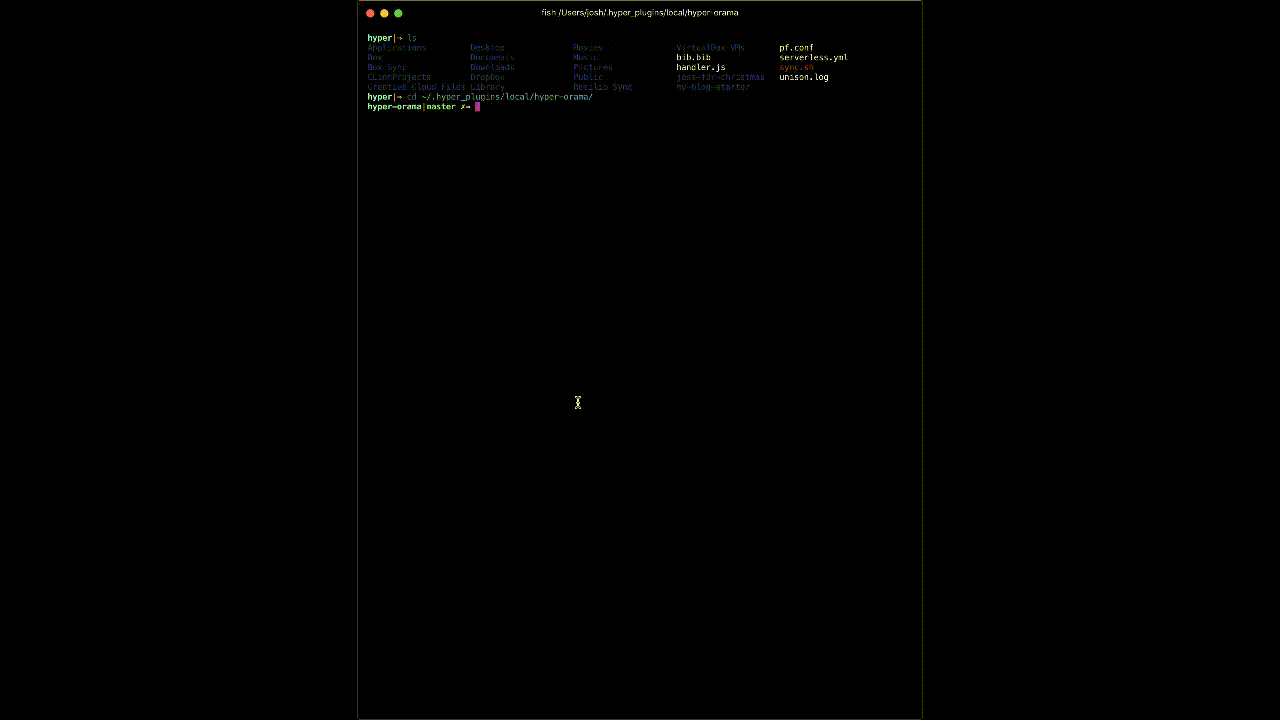 fish /Users/josh/.hyper_plugins/local/hyper-orama
hyper|→ ls
Applications Desktop Movies VirtualBox VMs pf.conf
Box Documents Music bib.bib serverless.yml
Box Sync Downloads Pictures handler.js sync.sh
CLionProjects Dropbox Public jess-for-christmas unison.log
Creative Cloud Files Library Resilio Sync my-blog-starter
hyper|→ cd ~/.hyper_plugins/local/hyper-orama/
hyper-orama|master ✗→